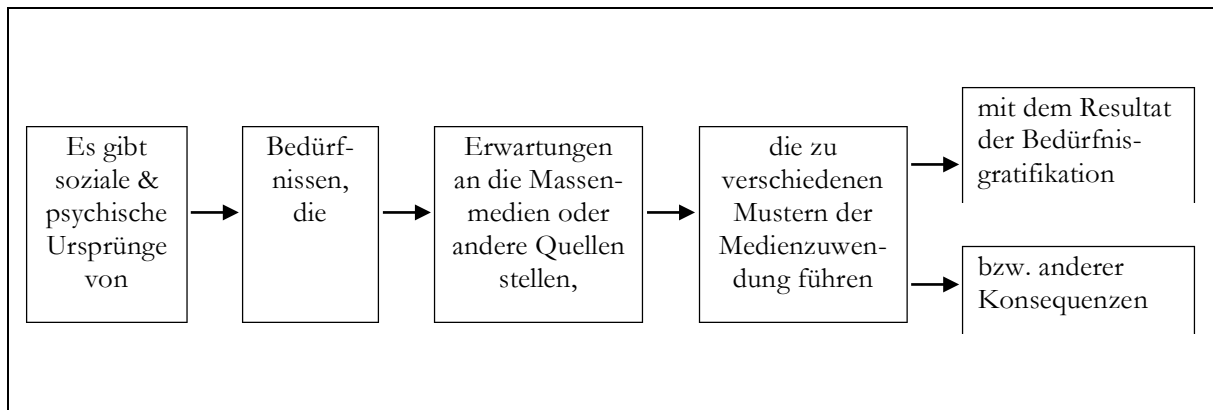 Es gibt
soziale &
psychische
Ursprünge
von
Bedürf-
nissen,
die
Erwartungen
an die Massen-
medien oder
andere Quellen
stellen,
die zu
verschiedenen
Mustern der
Medienzuwen-
dung führen
mit dem Resultat
der Bedürfnis-
gratifikation
bzw. anderer
Konsequenzen